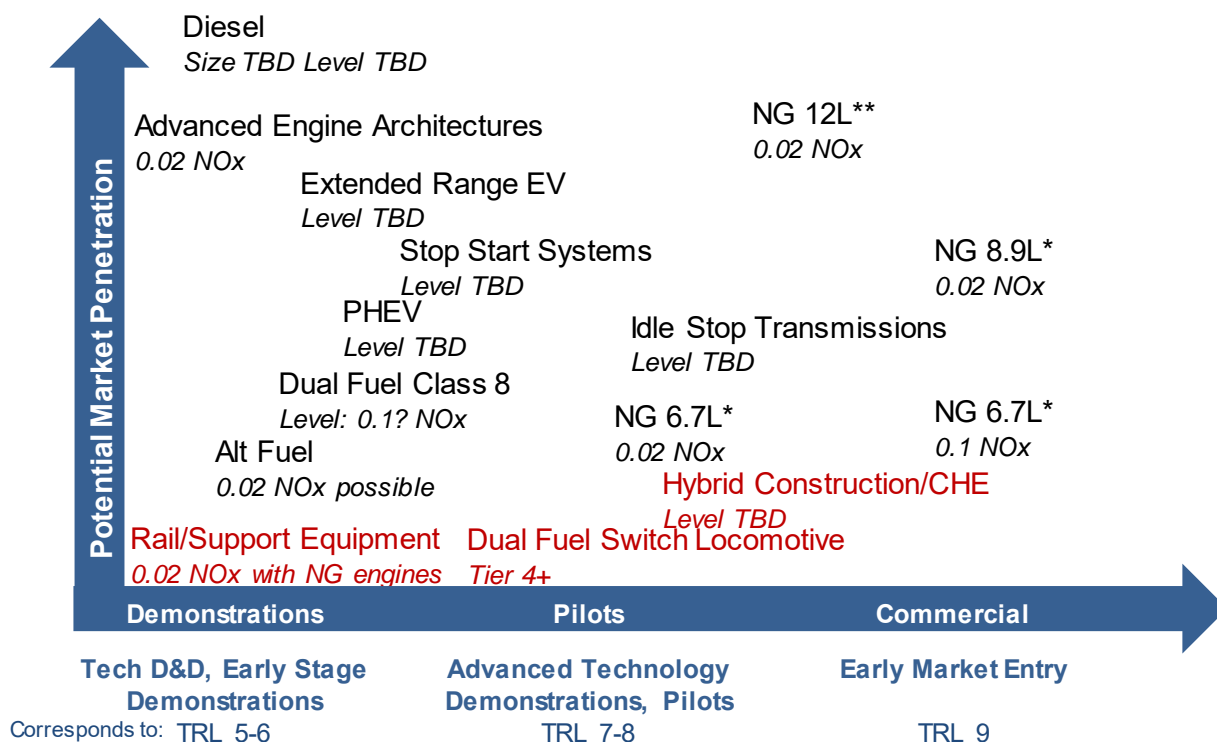 Diesel
Size TBD Level TBD
Advanced Engine Architectures
0.02 NOx
NG 12L**
0.02 NOx
Extended Range EV
Level TBD
Stop Start Systems
Level TBD
NG 8.9L*
0.02 NOx
PHEV
Level TBD
Idle Stop Transmissions
Level TBD
Dual Fuel Class 8
Level: 0.1? NOx
NG 6.7L*
0.02 NOx
NG 6.7L*
0.1 NOx
Alt Fuel
0.02 NOx possible
Hybrid Construction/CHE
Level TBD
Rail/Support Equipment
0.02 NOx with NG engines
Dual Fuel Switch Locomotive
Tier 4+
Potential Market Penetration
Demonstrations
Pilots
Commercial
Tech D&D, Early Stage
Demonstrations
Advanced Technology
Demonstrations, Pilots
Early Market Entry
Corresponds to: TRL 5-6
TRL 7-8
TRL 9